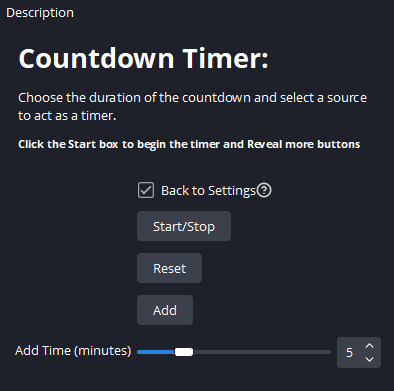 Description
Countdown Timer:
Choose the duration of the countdown and select a source
to act as a timer.
Click the Start box to begin the timer and Reveal more buttons
Back to Settings
Start/Stop
Reset
Add
Add Time (minutes) 5